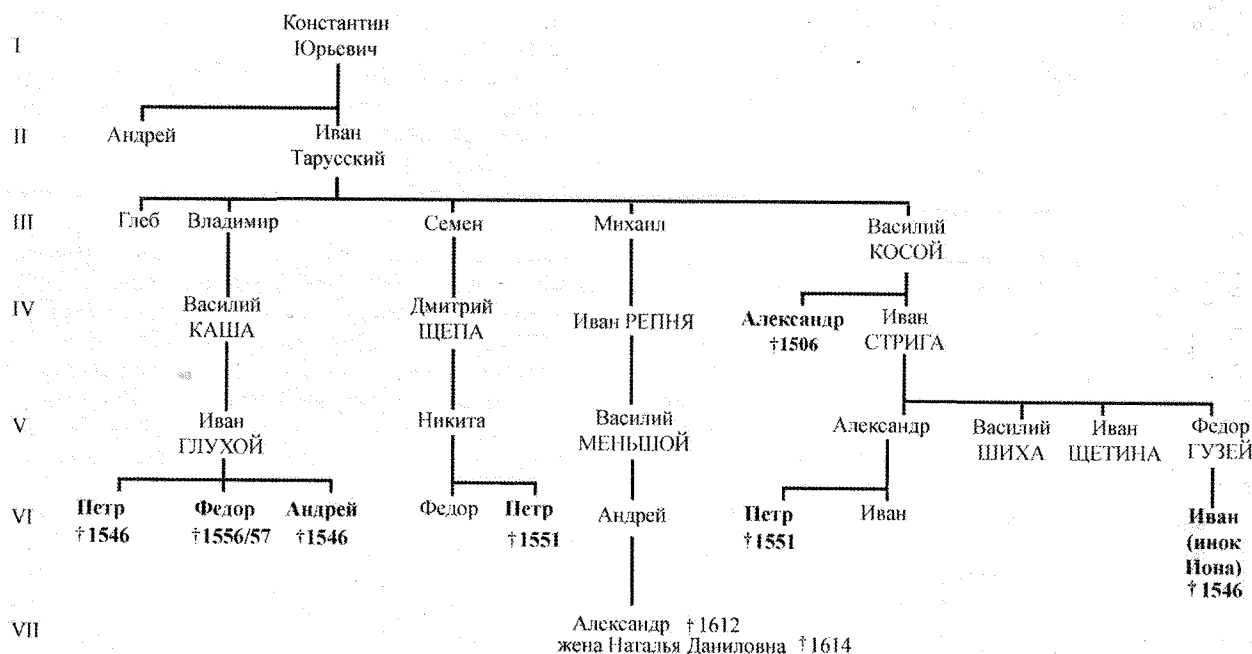 I
Константин
Юрьевич
II
Андрей
Иван
Тарусский
III
Глеб
Владимир
Семен
Михаил
Василий
КОСОЙ
IV
Василий
КАША
Дмитрий
ЩЕПА
Иван РЕПНЯ
Александр
†1506
Иван
СТРИГА
V
Иван
ГЛУХОЙ
Никита
Василий
МЕНЬШОЙ
Александр
Василий
ШИХА
Иван
ЩЕТИНА
Федор
ГУЗЕЙ
VI
Петр
†1546
Федор
†1556/57
Андрей
†1546
Федор
Петр
†1551
Андрей
Петр
†1551
Иван
Иван
(инок
Иона)
†1546
VII
Александр †1612
жена Наталья Даниловна †1614